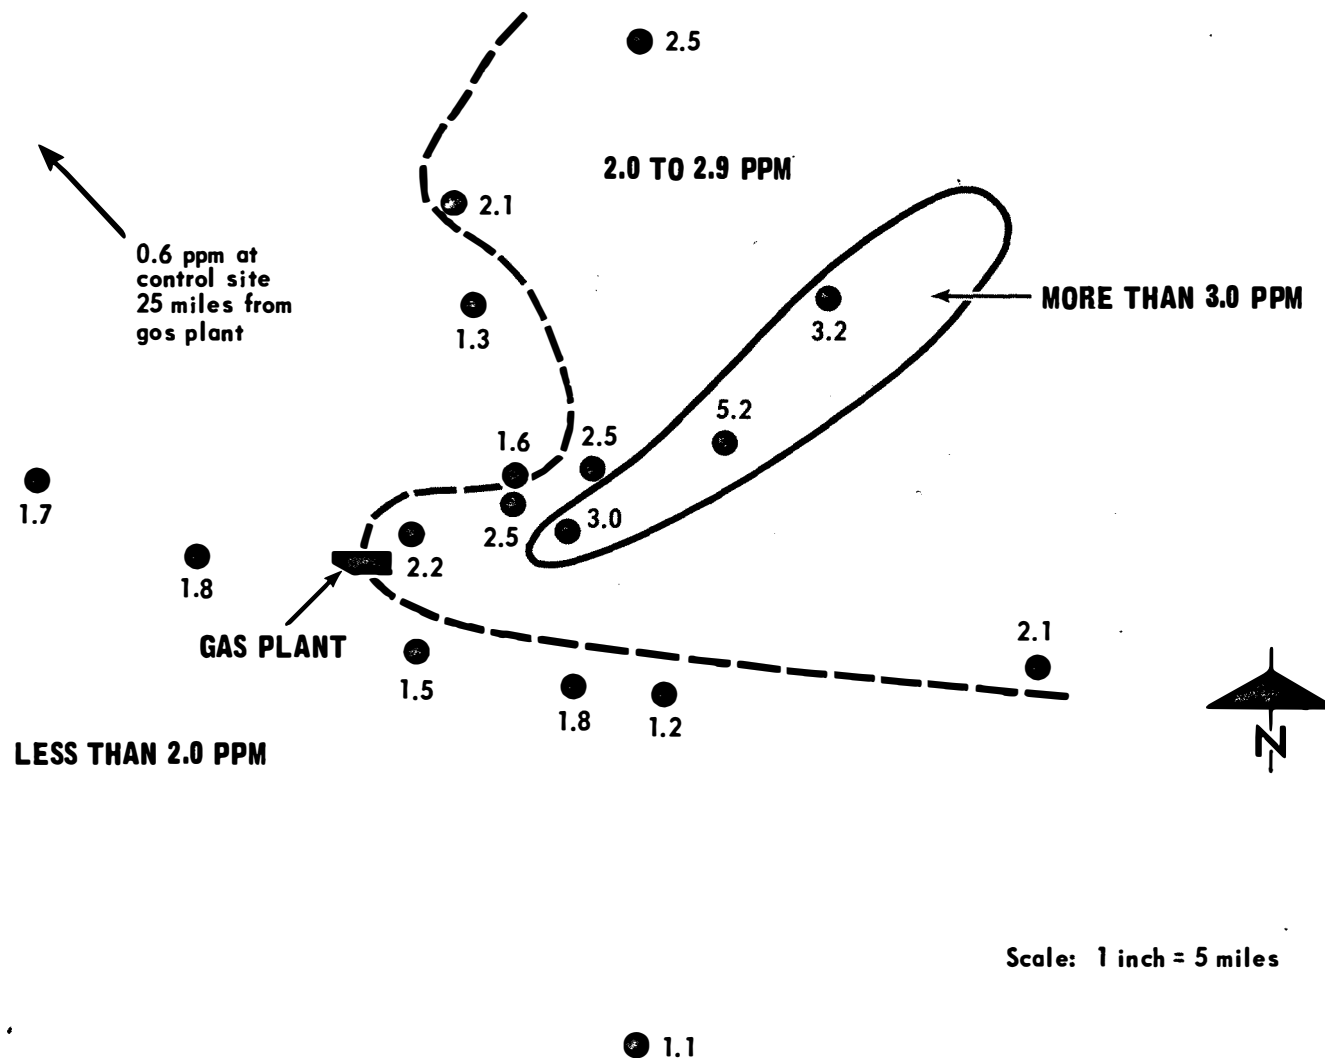 2.5
2.0 TO 2.9 PPM
2.1
0.6 ppm at
control site
25 miles from
gas plant
MORE THAN 3.0 PPM
1.3
3.2
5.2
1.6
2.5
1.7
2.5
3.0
2.2
1.8
GAS PLANT
2.1
1.5
1.8
1.2
LESS THAN 2.0 PPM
N
Scale: 1 inch = 5 miles
1.1